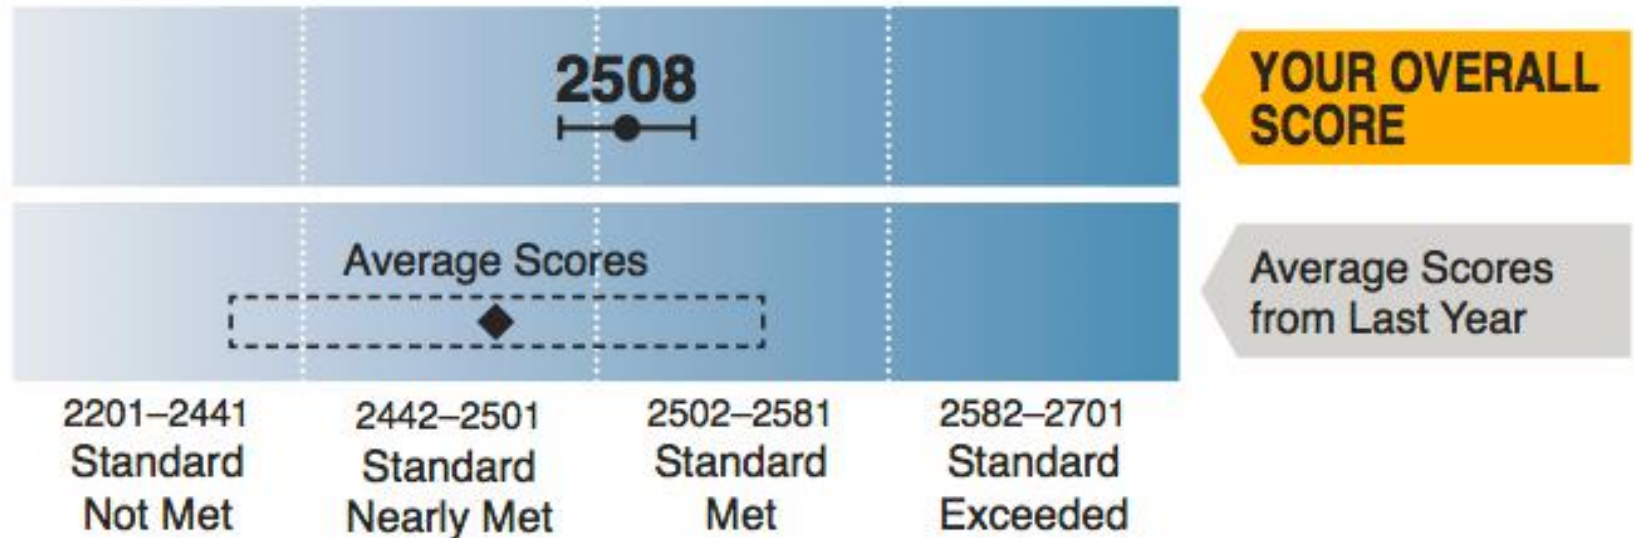 2508
YOUR OVERALL
SCORE
Average Scores
Average Scores
from Last Year
2201–2441
Standard
Not Met
2442–2501
Standard
Nearly Met
2502–2581
Standard
Met
2582–2701
Standard
Exceeded